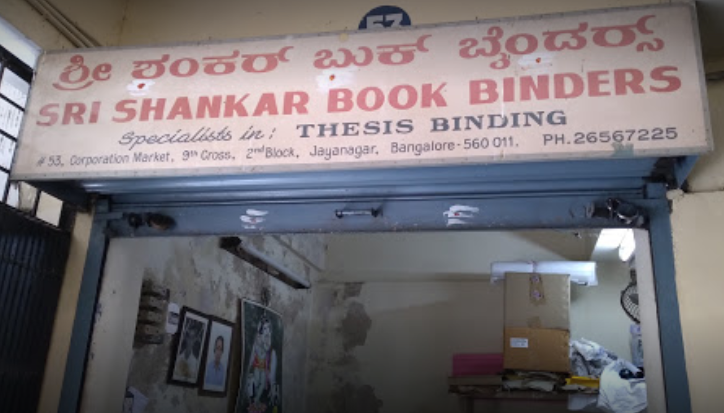 53
ಶ್ರೀ ಶಂಕರ್ ಬುಕ್ ಬೈಂಡರ್ಸ್
SRI SHANKAR BOOK BINDERS
Specialists in : THESIS BINDING
# 53, Corporation Market, 9th Cross, 2nd Block, Jayanagar, Bangalore - 560 011. PH.26567225